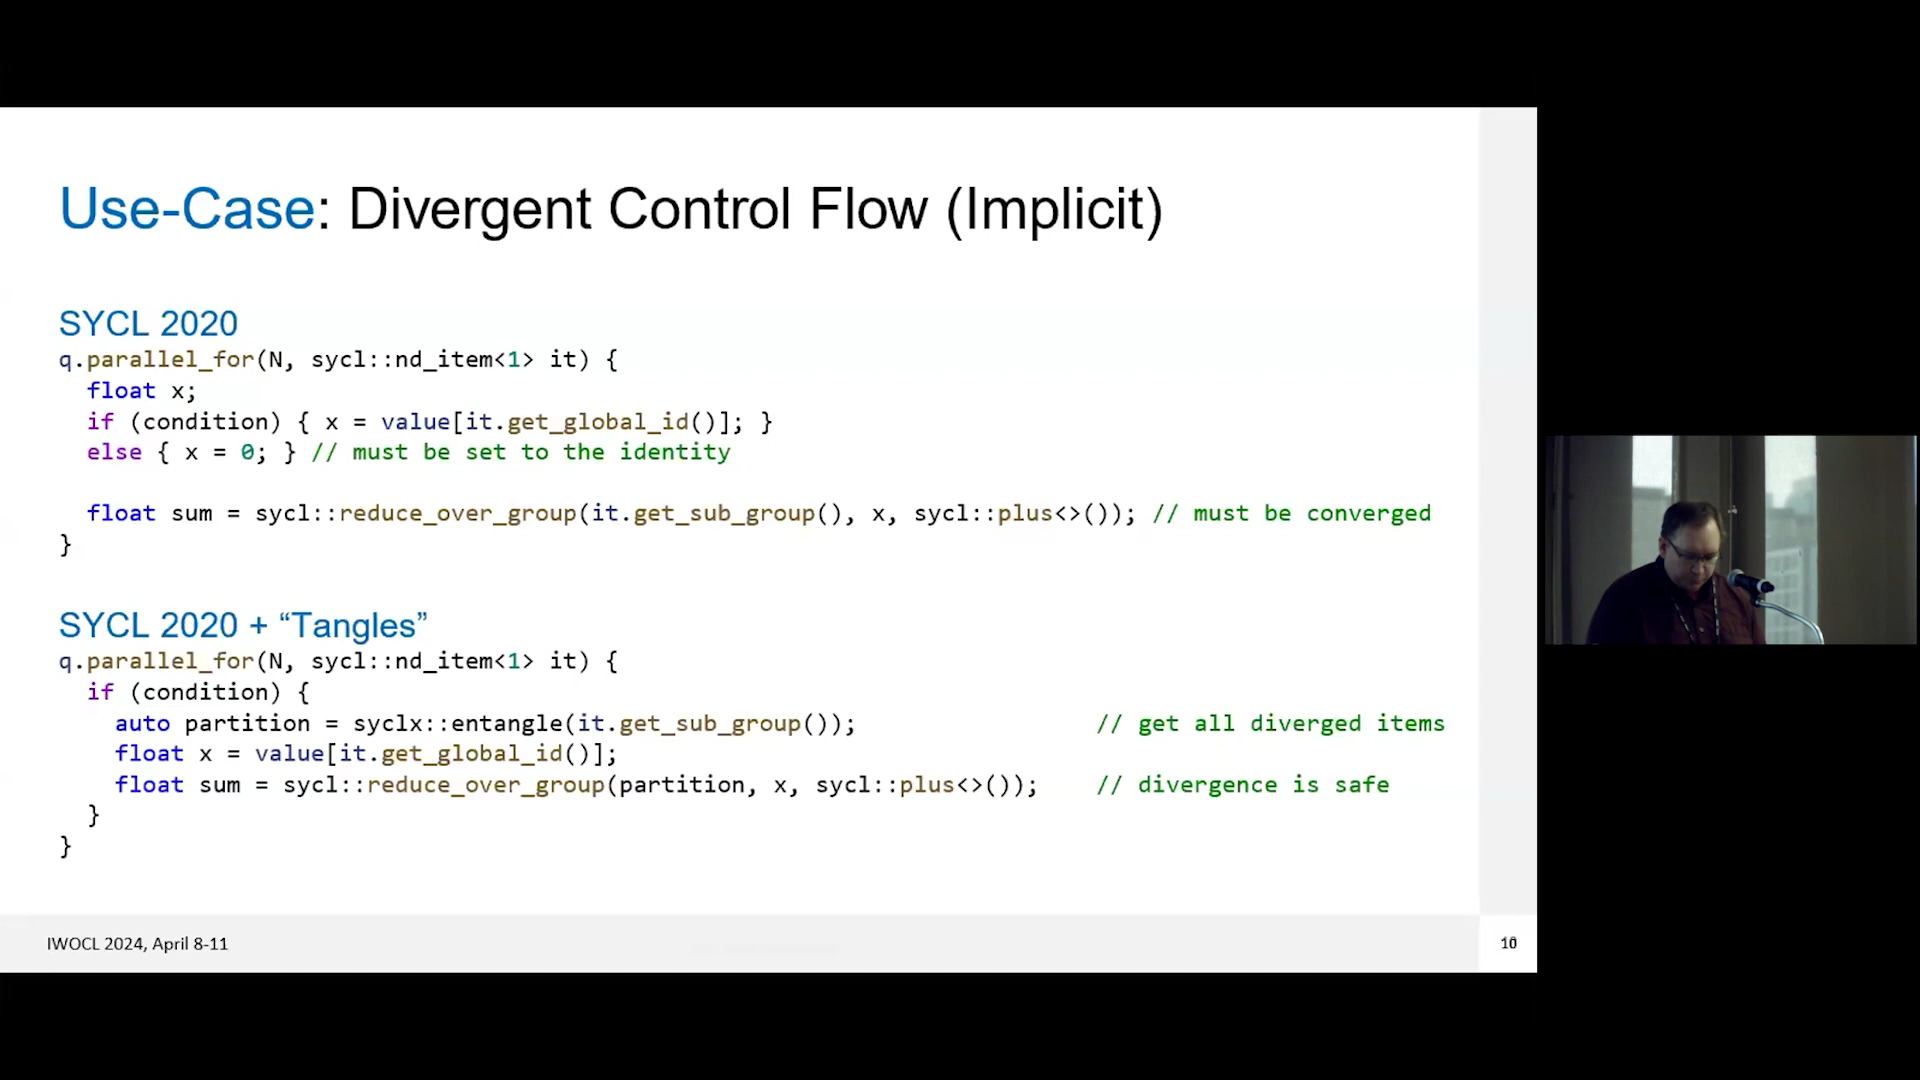 Use-Case: Divergent Control Flow (Implicit)
SYCL 2020
q.parallel_for(N, sycl::nd_item<1> it) {
  float x;
  if (condition) { x = value[it.get_global_id()]; }
  else { x = 0; } // must be set to the identity
  float sum = sycl::reduce_over_group(it.get_sub_group(), x, sycl::plus<>()); // must be converged
}
SYCL 2020 + “Tangles”
q.parallel_for(N, sycl::nd_item<1> it) {
  if (condition) {
    auto partition = syclx::entangle(it.get_sub_group()); // get all diverged items
    float x = value[it.get_global_id()];
    float sum = sycl::reduce_over_group(partition, x, sycl::plus<>()); // divergence is safe
  }
}
IWOCL 2024, April 8-11